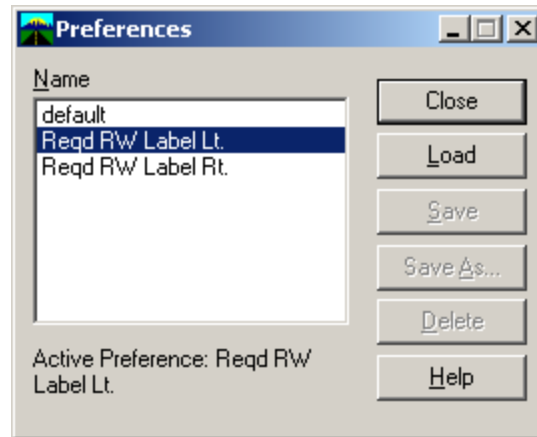 Preferences
Name
default
Reqd RW Label Lt.
Reqd RW Label Rt.
Active Preference: Reqd RW
Label Lt.
Close
Load
Save
Save As...
Delete
Help